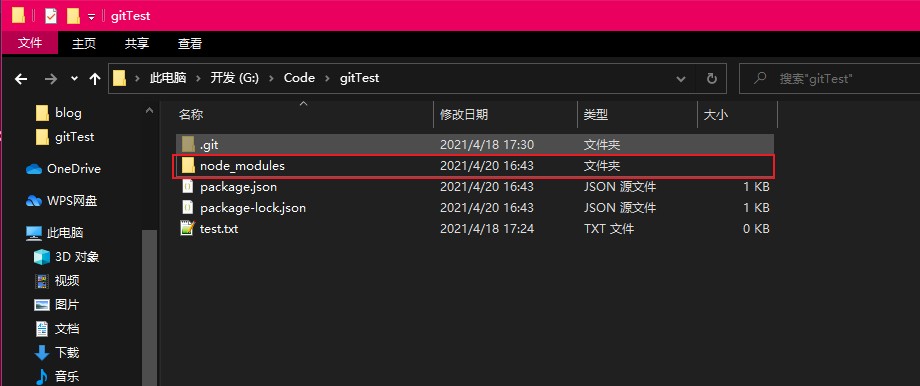 gitTest
文件 主页 共享 查看
此电脑 开发 (G:) Code gitTest 搜索"gitTest"
名称 修改日期 类型 大小
blog
gitTest
OneDrive
WPS网盘
此电脑
3D 对象
视频
图片
文档
下载
音乐
.git 2021/4/18 17:30 文件夹
node_modules 2021/4/20 16:43 文件夹
package.json 2021/4/20 16:43 JSON 源文件 1 KB
package-lock.json 2021/4/20 16:43 JSON 源文件 1 KB
test.txt 2021/4/18 17:24 TXT 文件 0 KB